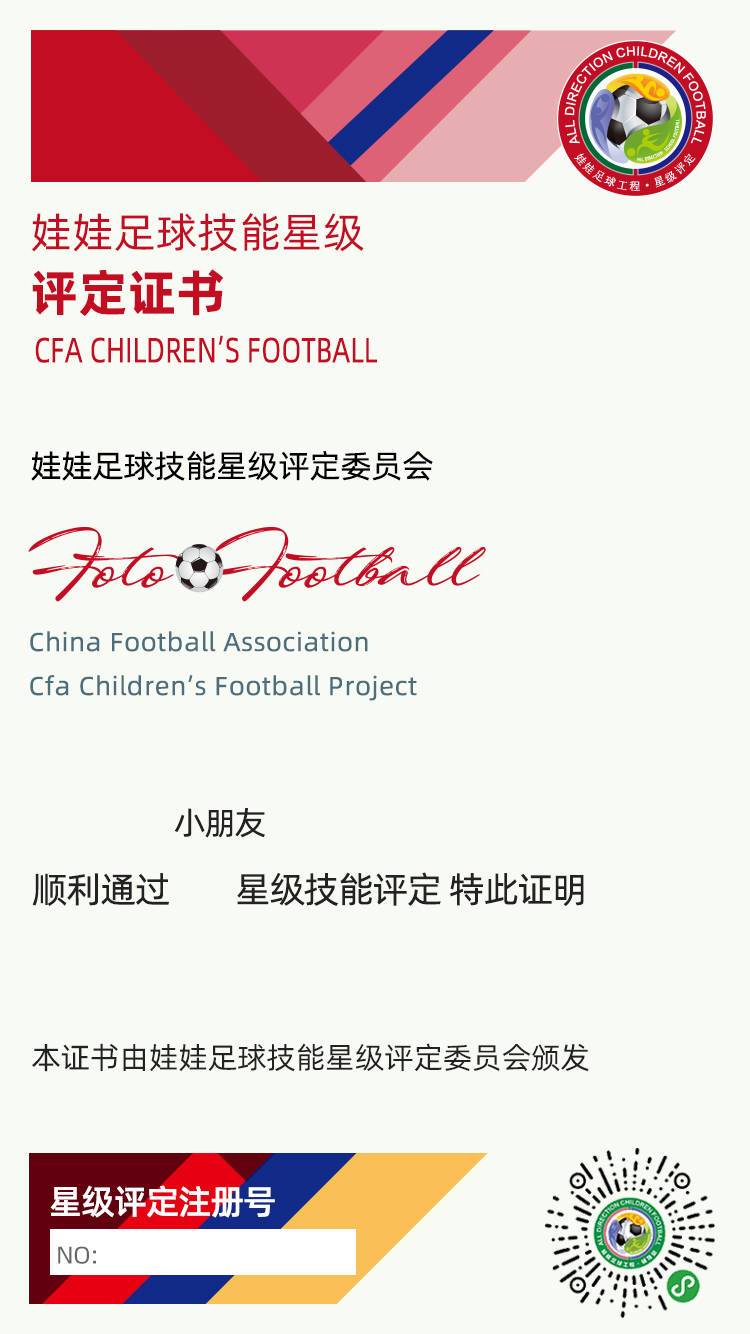 ALL DIRECTION CHILDREN FOOTBALL
娃娃足球工程·星级评定
娃娃足球技能星级
评定证书
CFA CHILDREN'S FOOTBALL
娃娃足球技能星级评定委员会
Foto Football
China Football Association
Cfa Children's Football Project
小朋友
顺利通过 星级技能评定 特此证明
本证书由娃娃足球技能星级评定委员会颁发
星级评定注册号
NO:
ALL DIRECTION CHILDREN FOOTBALL